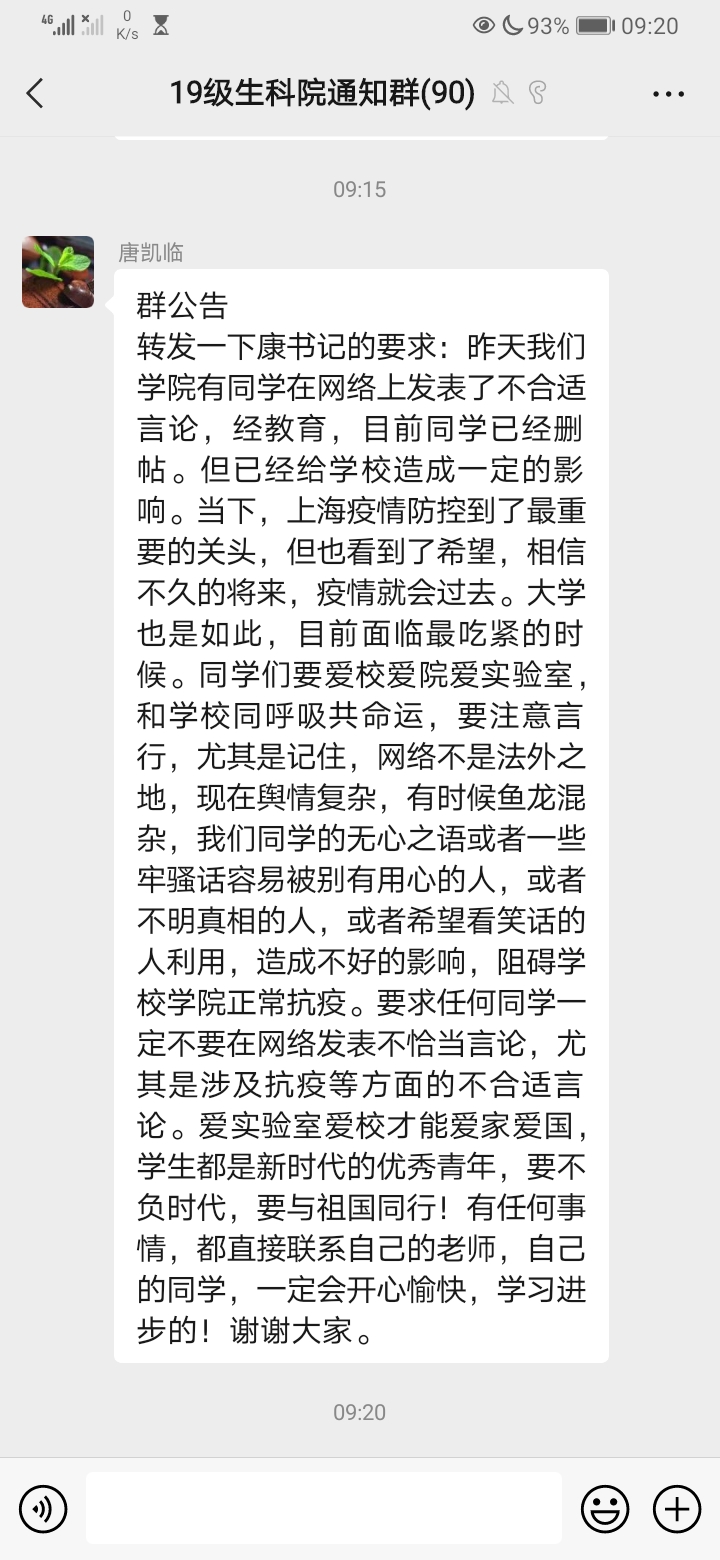 4G
0
K/s
93%
09:20
19级生科院通知群(90)
09:15
唐凯临
群公告
转发一下康书记的要求：昨天我们
学院有同学在网络上发表了不合适
言论，经教育，目前同学已经删
帖。但已经给学校造成一定的影
响。当下，上海疫情防控到了最重
要的关头，但也看到了希望，相信
不久的将来，疫情就会过去。大学
也是如此，目前面临最吃紧的时
候。同学们要爱校爱院爱实验室，
和学校同呼吸共命运，要注意言
行，尤其是记住，网络不是法外之
地，现在舆情复杂，有时候鱼龙混
杂，我们同学的无心之语或者一些
牢骚话容易被别有用心的人，或者
不明真相的人，或者希望看笑话的
人利用，造成不好的影响，阻碍学
校学院正常抗疫。要求任何同学一
定不要在网络发表不恰当言论，尤
其是涉及抗疫等方面的不合适言
论。爱实验室爱校才能爱家爱国，
学生都是新时代的优秀青年，要不
负时代，要与祖国同行！有任何事
情，都直接联系自己的老师，自己
的同学，一定会开心愉快，学习进
步的！谢谢大家。
09:20